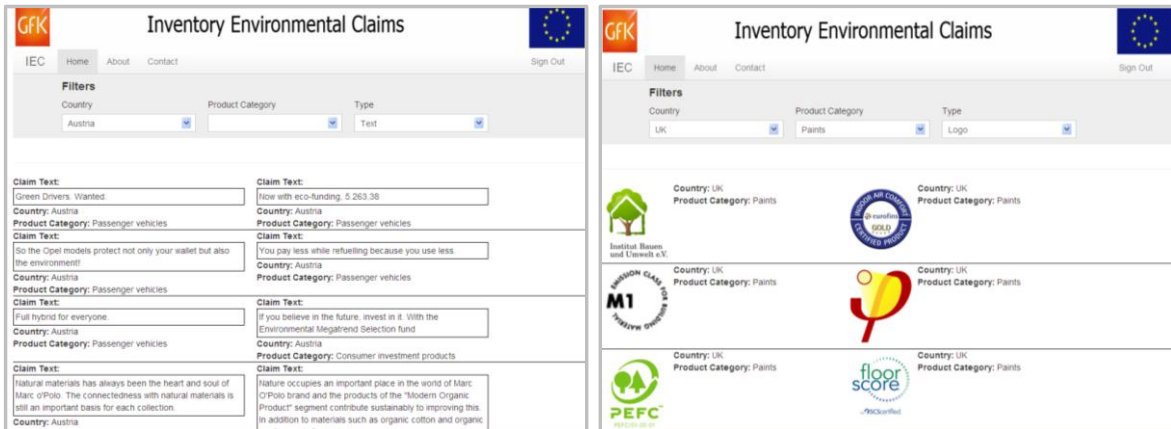 GfK
Inventory Environmental Claims
IEC Home About Contact Sign Out
Filters
Country Product Category Type
Austria Text
Claim Text: Claim Text:
Green Drivers. Wanted. Now with eco-funding. 5.263.38
Country: Austria Country: Austria
Product Category: Passenger vehicles Product Category: Passenger vehicles
Claim Text: Claim Text:
So the Opel models protect not only your wallet but also You pay less while refuelling because you use less.
the environment! Country: Austria
Country: Austria Product Category: Passenger vehicles
Product Category: Passenger vehicles
Claim Text: Claim Text:
Full hybrid for everyone. If you believe in the future, invest in it. With the
Environmental Megatrend Selection fund
Country: Austria
Product Category: Passenger vehicles Country: Austria
Product Category: Consumer investment products
Claim Text: Claim Text:
Natural materials has always been the heart and soul of Nature occupies an important place in the world of Marc
Marc o'Polo. The connectedness with natural materials is O'Polo brand and the products of the "Modern Organic
still an important basis for each collection. Product" segment contribute sustainably to improving this.
Country: Austria In addition to materials such as organic cotton and organic
GfK
Inventory Environmental Claims
IEC Home About Contact Sign Out
Filters
Country Product Category Type
UK Paints Logo
Country: UK
Product Category: Paints
Institut Bauen
und Umwelt e.V.
INDOOR AIR COMFORT
eurofins
GOLD
CERTIFIED PRODUCT
Country: UK
Product Category: Paints
EMISSION CLASS FOR BUILDING MATERIAL
M1
Country: UK
Product Category: Paints
Country: UK
Product Category: Paints
PEFC
Country: UK
Product Category: Paints
floor
score
Country: UK
Product Category: Paints